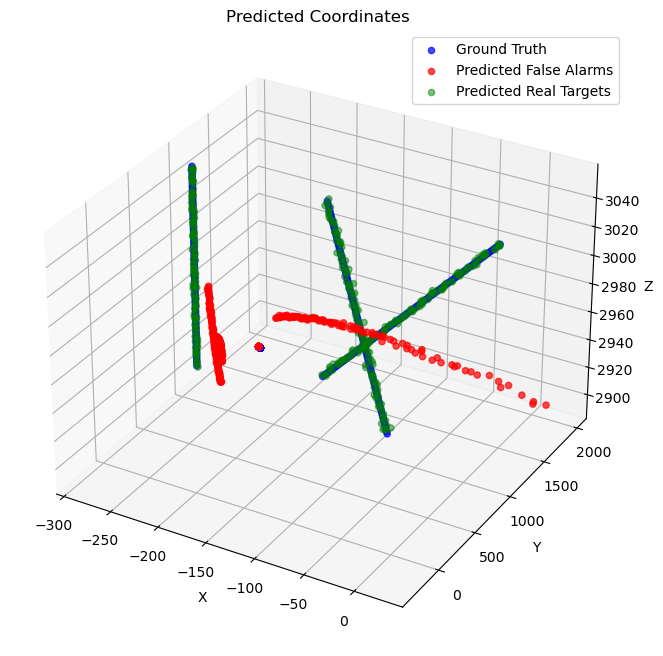 Predicted Coordinates
Ground Truth
Predicted False Alarms
Predicted Real Targets
3040
3020
3000
2980
Z
2960
2940
2920
2900
2000
1500
1000
500
0
Y
−300
−250
−200
−150
−100
−50
0
X